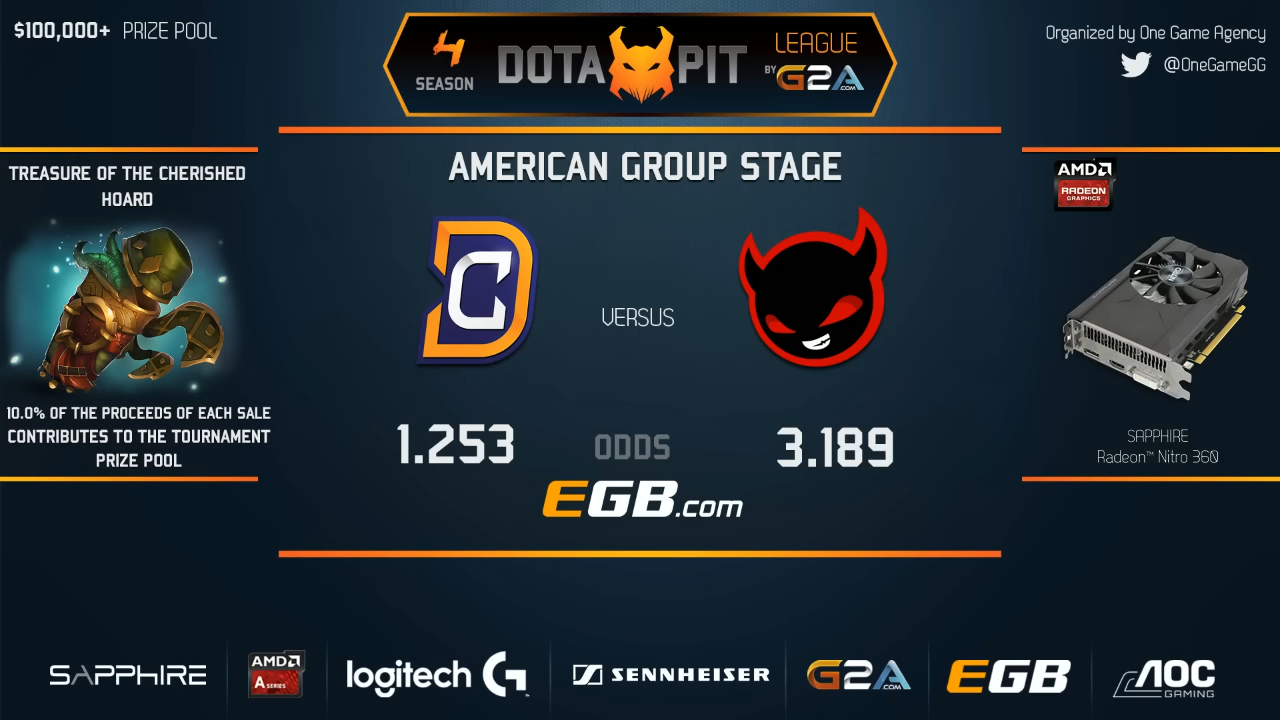 $100,000+ PRIZE POOL
4
SEASON
DOTA PIT
LEAGUE
BY G2A.COM
Organized by One Game Agency
@OneGameGG
TREASURE OF THE CHERISHED
HOARD
10.0% OF THE PROCEEDS OF EACH SALE
CONTRIBUTES TO THE TOURNAMENT
PRIZE POOL
AMERICAN GROUP STAGE
DC
VERSUS
1.253 ODDS 3.189
EGB.com
AMD
RADEON
GRAPHICS
SAPPHIRE
Radeon™ Nitro 360
SAPPHIRE
AMD
A SERIES
logitech G
SENNHEISER
G2A.COM
EGB
AOC
GAMING